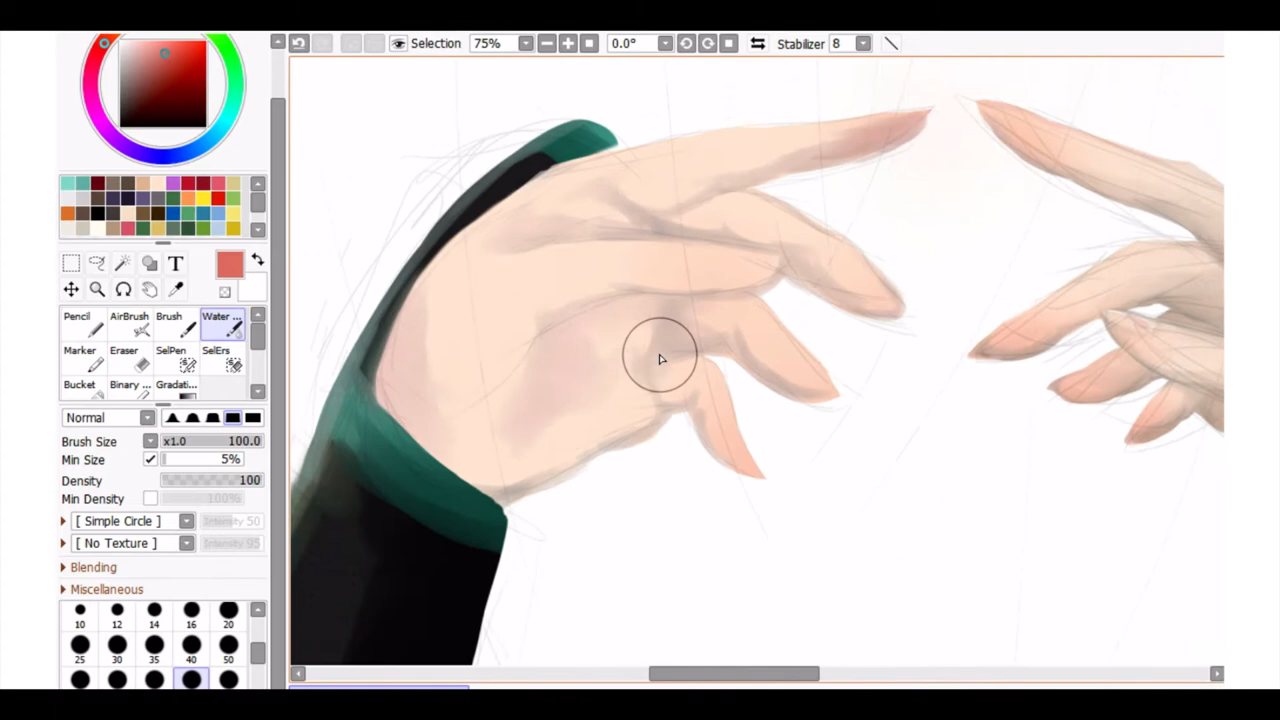 Selection 75% 0.0° Stabilizer 8
T
Pencil AirBrush Brush Water ...
Marker Eraser SelPen SelErs
Bucket Binary ... Gradati...
Normal
Brush Size x1.0 100.0
Min Size 5%
Density 100
Min Density 100%
[ Simple Circle ] Intensity 50
[ No Texture ] Intensity 95
Blending
Miscellaneous
10 12 14 16 20
25 30 35 40 50